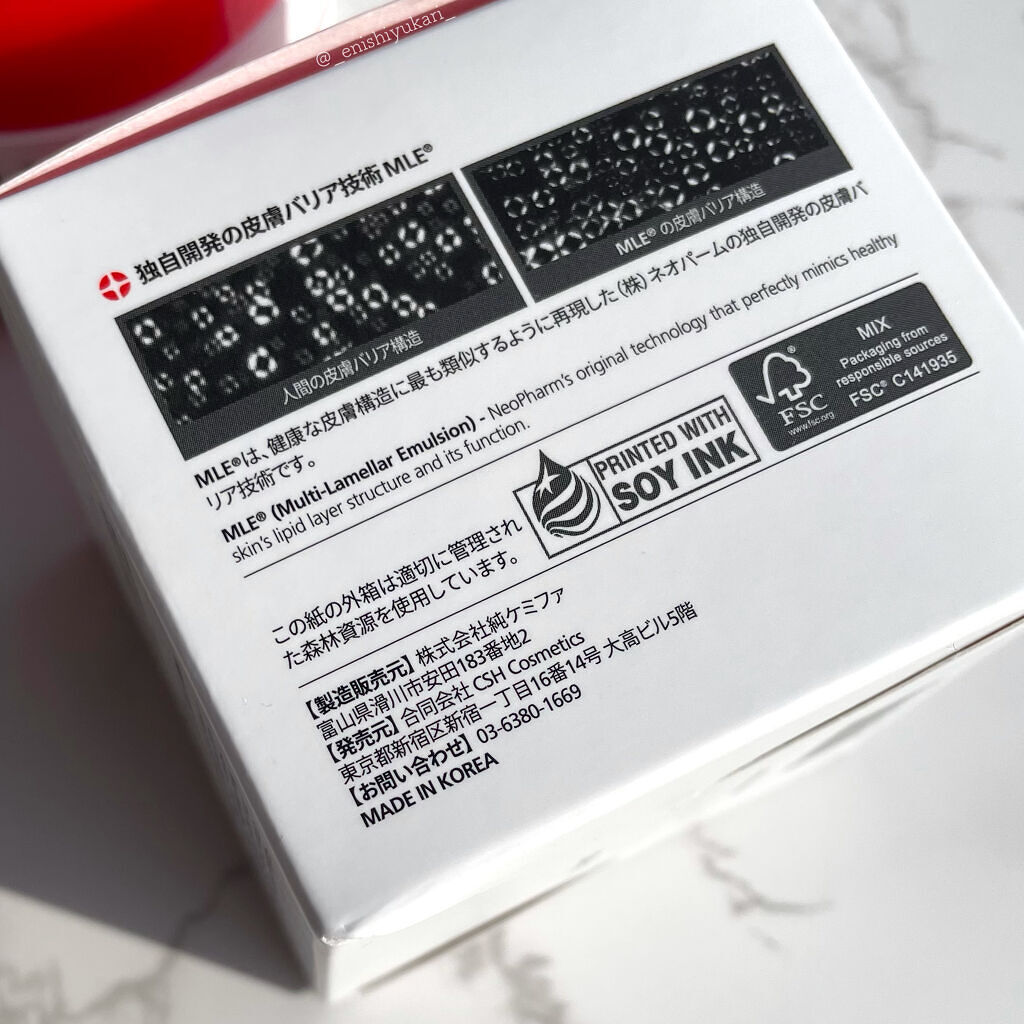 @_enishiyukari_
独自開発の皮膚バリア技術 MLE®
人間の皮膚バリア構造
MLE® の皮膚バリア構造
MLE®は、健康な皮膚構造に最も類似するように再現した(株)ネオパームの独自開発の皮膚バ
リア技術です。
MLE® (Multi-Lamellar Emulsion) - NeoPharm's original technology that perfectly mimics healthy
skin's lipid layer structure and its function.
この紙の外箱は適切に管理され
た森林資源を使用しています。
PRINTED WITH
SOY INK
FSC
www.fsc.org
MIX
Packaging from
responsible sources
FSC® C141935
【製造販売元】株式会社純ケミファ
富山県滑川市安田183番地2
【発売元】合同会社 CSH Cosmetics
東京都新宿区新宿一丁目16番14号 大高ビル5階
【お問い合わせ】03-6380-1669
MADE IN KOREA